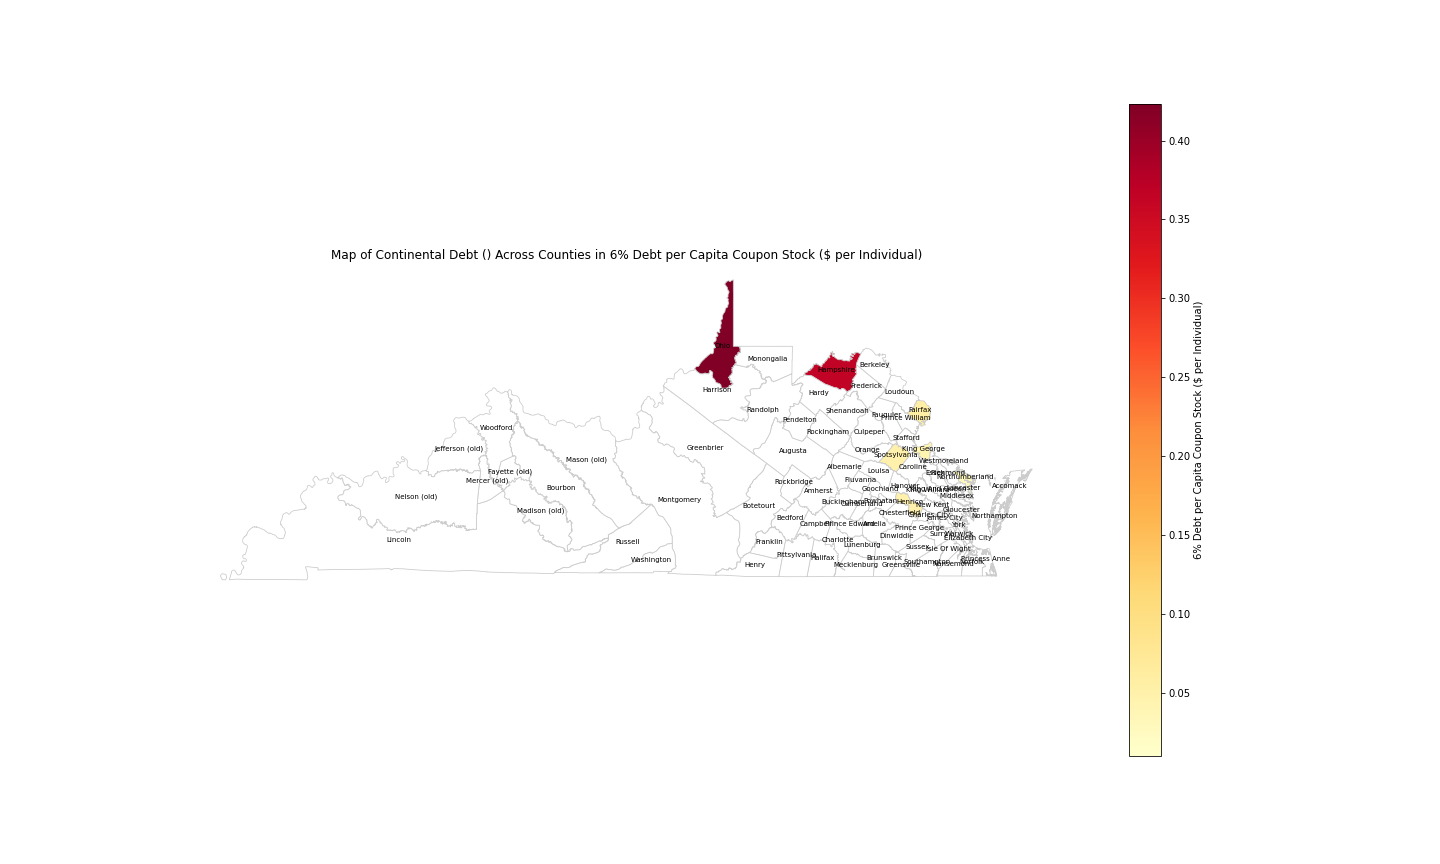 Map of Continental Debt () Across Counties in 6% Debt per Capita Coupon Stock ($ per Individual)
Ohio
Monongalia
Hampshire
Berkeley
Harrison
Hardy
Frederick
Loudoun
Randolph
Pendelton
Shenandoah
Fauquier
Fairfax
Prince William
Woodford
Rockingham
Culpeper
Stafford
Jefferson (old)
Greenbrier
Augusta
Orange
King George
Spotsylvania
Mason (old)
Westmoreland
Fayette (old)
Albemarle
Louisa
Caroline
Essex
Richmond
Northumberland
Mercer (old)
Bourbon
Rockbridge
Fluvanna
Hanover
Accomack
Nelson (old)
Montgomery
Amherst
Goochland
King William
Middlesex
Madison (old)
Botetourt
Buckingham
Cumberland
Powhatan
Henrico
New Kent
Gloucester
Bedford
Chesterfield
Charles City
James City
Northampton
Campbell
Prince Edward
Amelia
Prince George
York
Lincoln
Russell
Franklin
Charlotte
Dinwiddie
Surry
Warwick
Elizabeth City
Lunenburg
Sussex
Isle Of Wight
Washington
Pittsylvania
Halifax
Brunswick
Southampton
Norfolk
Princess Anne
Henry
Mecklenburg
Greensville
Nansemond
0.40
0.35
0.30
0.25
0.20
0.15
0.10
0.05
6% Debt per Capita Coupon Stock ($ per Individual)